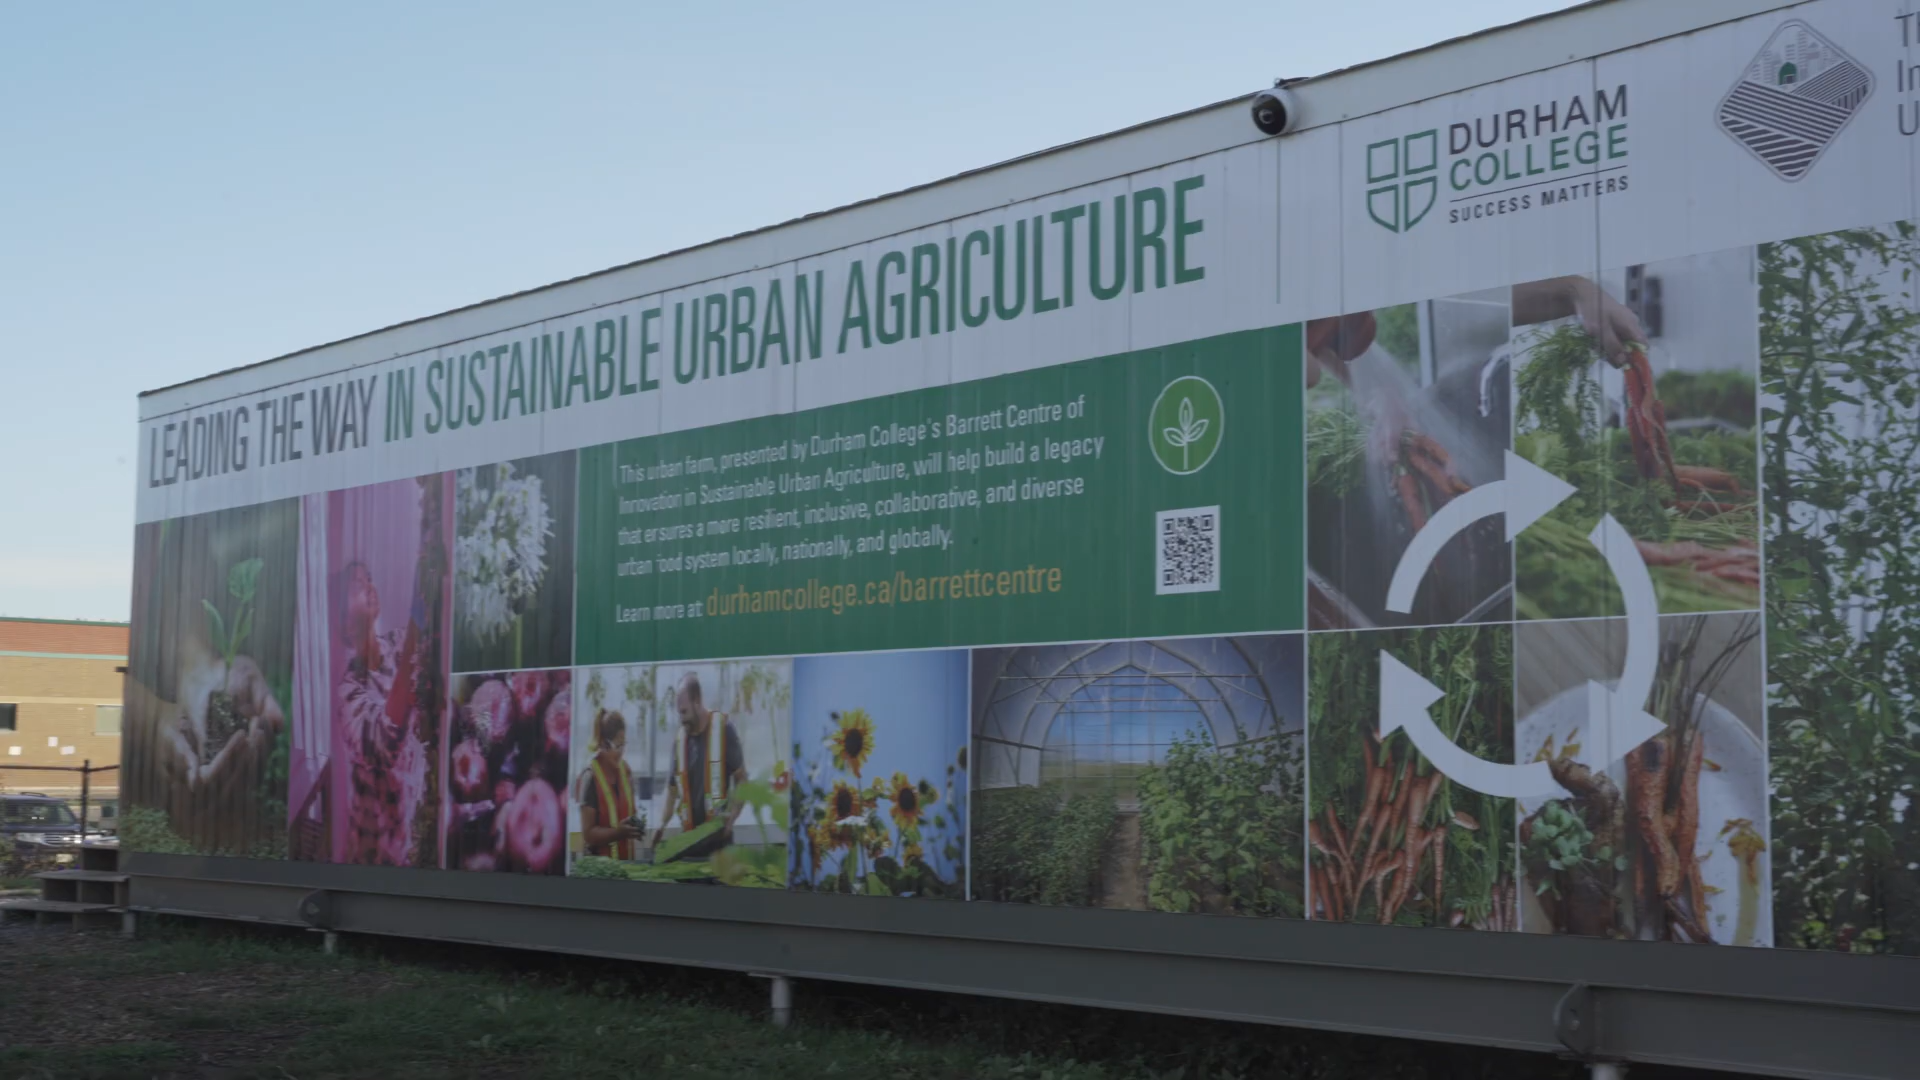 LEADING THE WAY IN SUSTAINABLE URBAN AGRICULTURE
DURHAM
COLLEGE
SUCCESS MATTERS
This urban farm, presented by Durham College's Barrett Centre of
Innovation in Sustainable Urban Agriculture, will help build a legacy
that ensures a more resilient, inclusive, collaborative, and diverse
urban food system locally, nationally, and globally.
Learn more at: durhamcollege.ca/barrettcentre